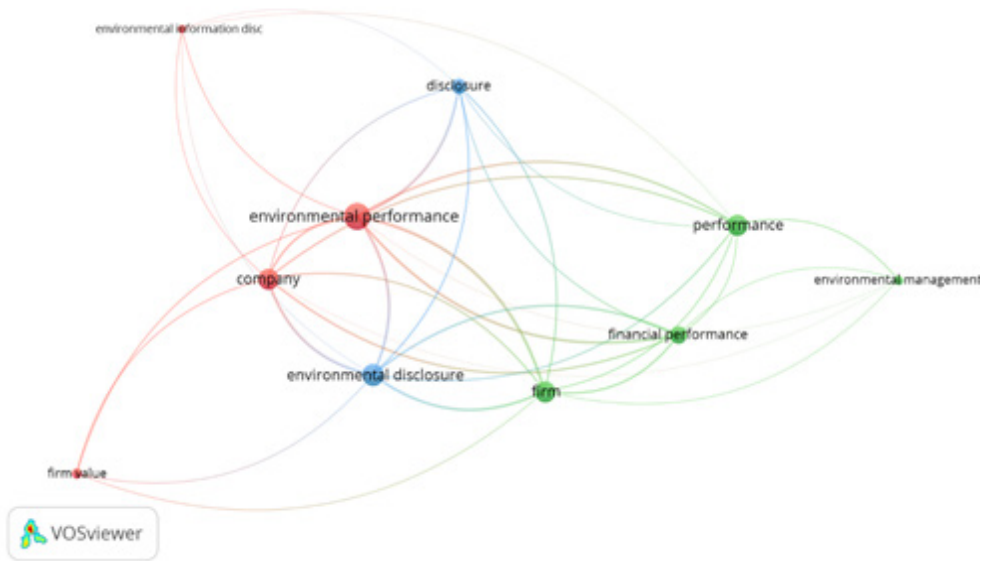 environmental information disc
disclosure
environmental performance
performance
company
environmental management
financial performance
environmental disclosure
firm
firm value
VOSviewer